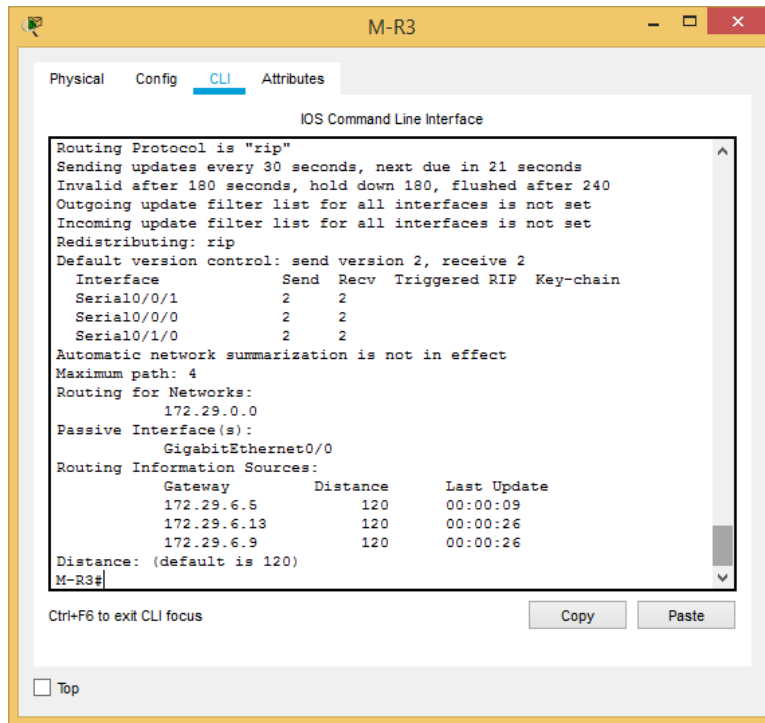 M-R3
Physical Config CLI Attributes
IOS Command Line Interface
Routing Protocol is "rip"
Sending updates every 30 seconds, next due in 21 seconds
Invalid after 180 seconds, hold down 180, flushed after 240
Outgoing update filter list for all interfaces is not set
Incoming update filter list for all interfaces is not set
Redistributing: rip
Default version control: send version 2, receive 2
Interface Send Recv Triggered RIP Key-chain
Serial0/0/1 2 2
Serial0/0/0 2 2
Serial0/1/0 2 2
Automatic network summarization is not in effect
Maximum path: 4
Routing for Networks:
172.29.0.0
Passive Interface(s):
GigabitEthernet0/0
Routing Information Sources:
Gateway Distance Last Update
172.29.6.5 120 00:00:09
172.29.6.13 120 00:00:26
172.29.6.9 120 00:00:26
Distance: (default is 120)
M-R3#
Ctrl+F6 to exit CLI focus Copy Paste
Top